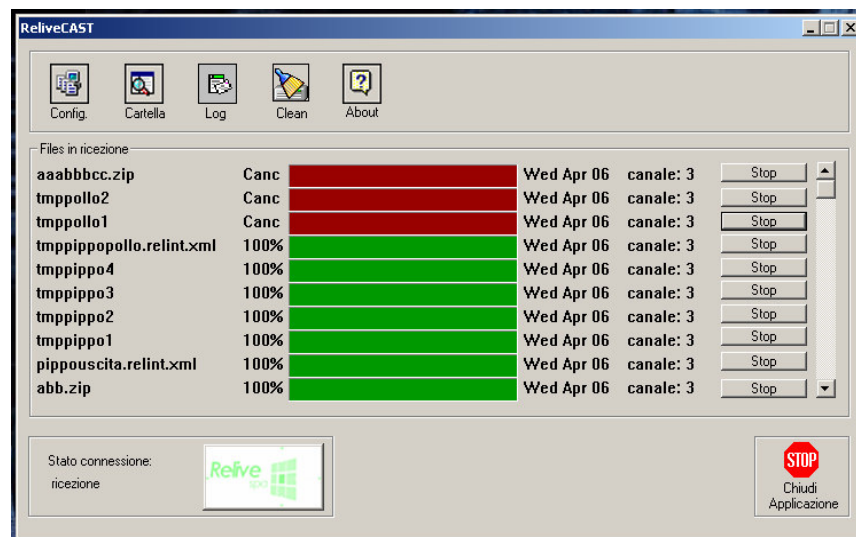 ReliveCAST
Config. Cartella Log Clean About
Files in ricezione
aaabbbcc.zip Canc Wed Apr 06 canale: 3 Stop
tmppollo2 Canc Wed Apr 06 canale: 3 Stop
tmppollo1 Canc Wed Apr 06 canale: 3 Stop
tmppippopollo.relint.xml 100% Wed Apr 06 canale: 3 Stop
tmppippo4 100% Wed Apr 06 canale: 3 Stop
tmppippo3 100% Wed Apr 06 canale: 3 Stop
tmppippo2 100% Wed Apr 06 canale: 3 Stop
tmppippo1 100% Wed Apr 06 canale: 3 Stop
pippouscita.relint.xml 100% Wed Apr 06 canale: 3 Stop
abb.zip 100% Wed Apr 06 canale: 3 Stop
Stato connessione:
ricezione
Relive
spa
STOP
Chiudi
Applicazione